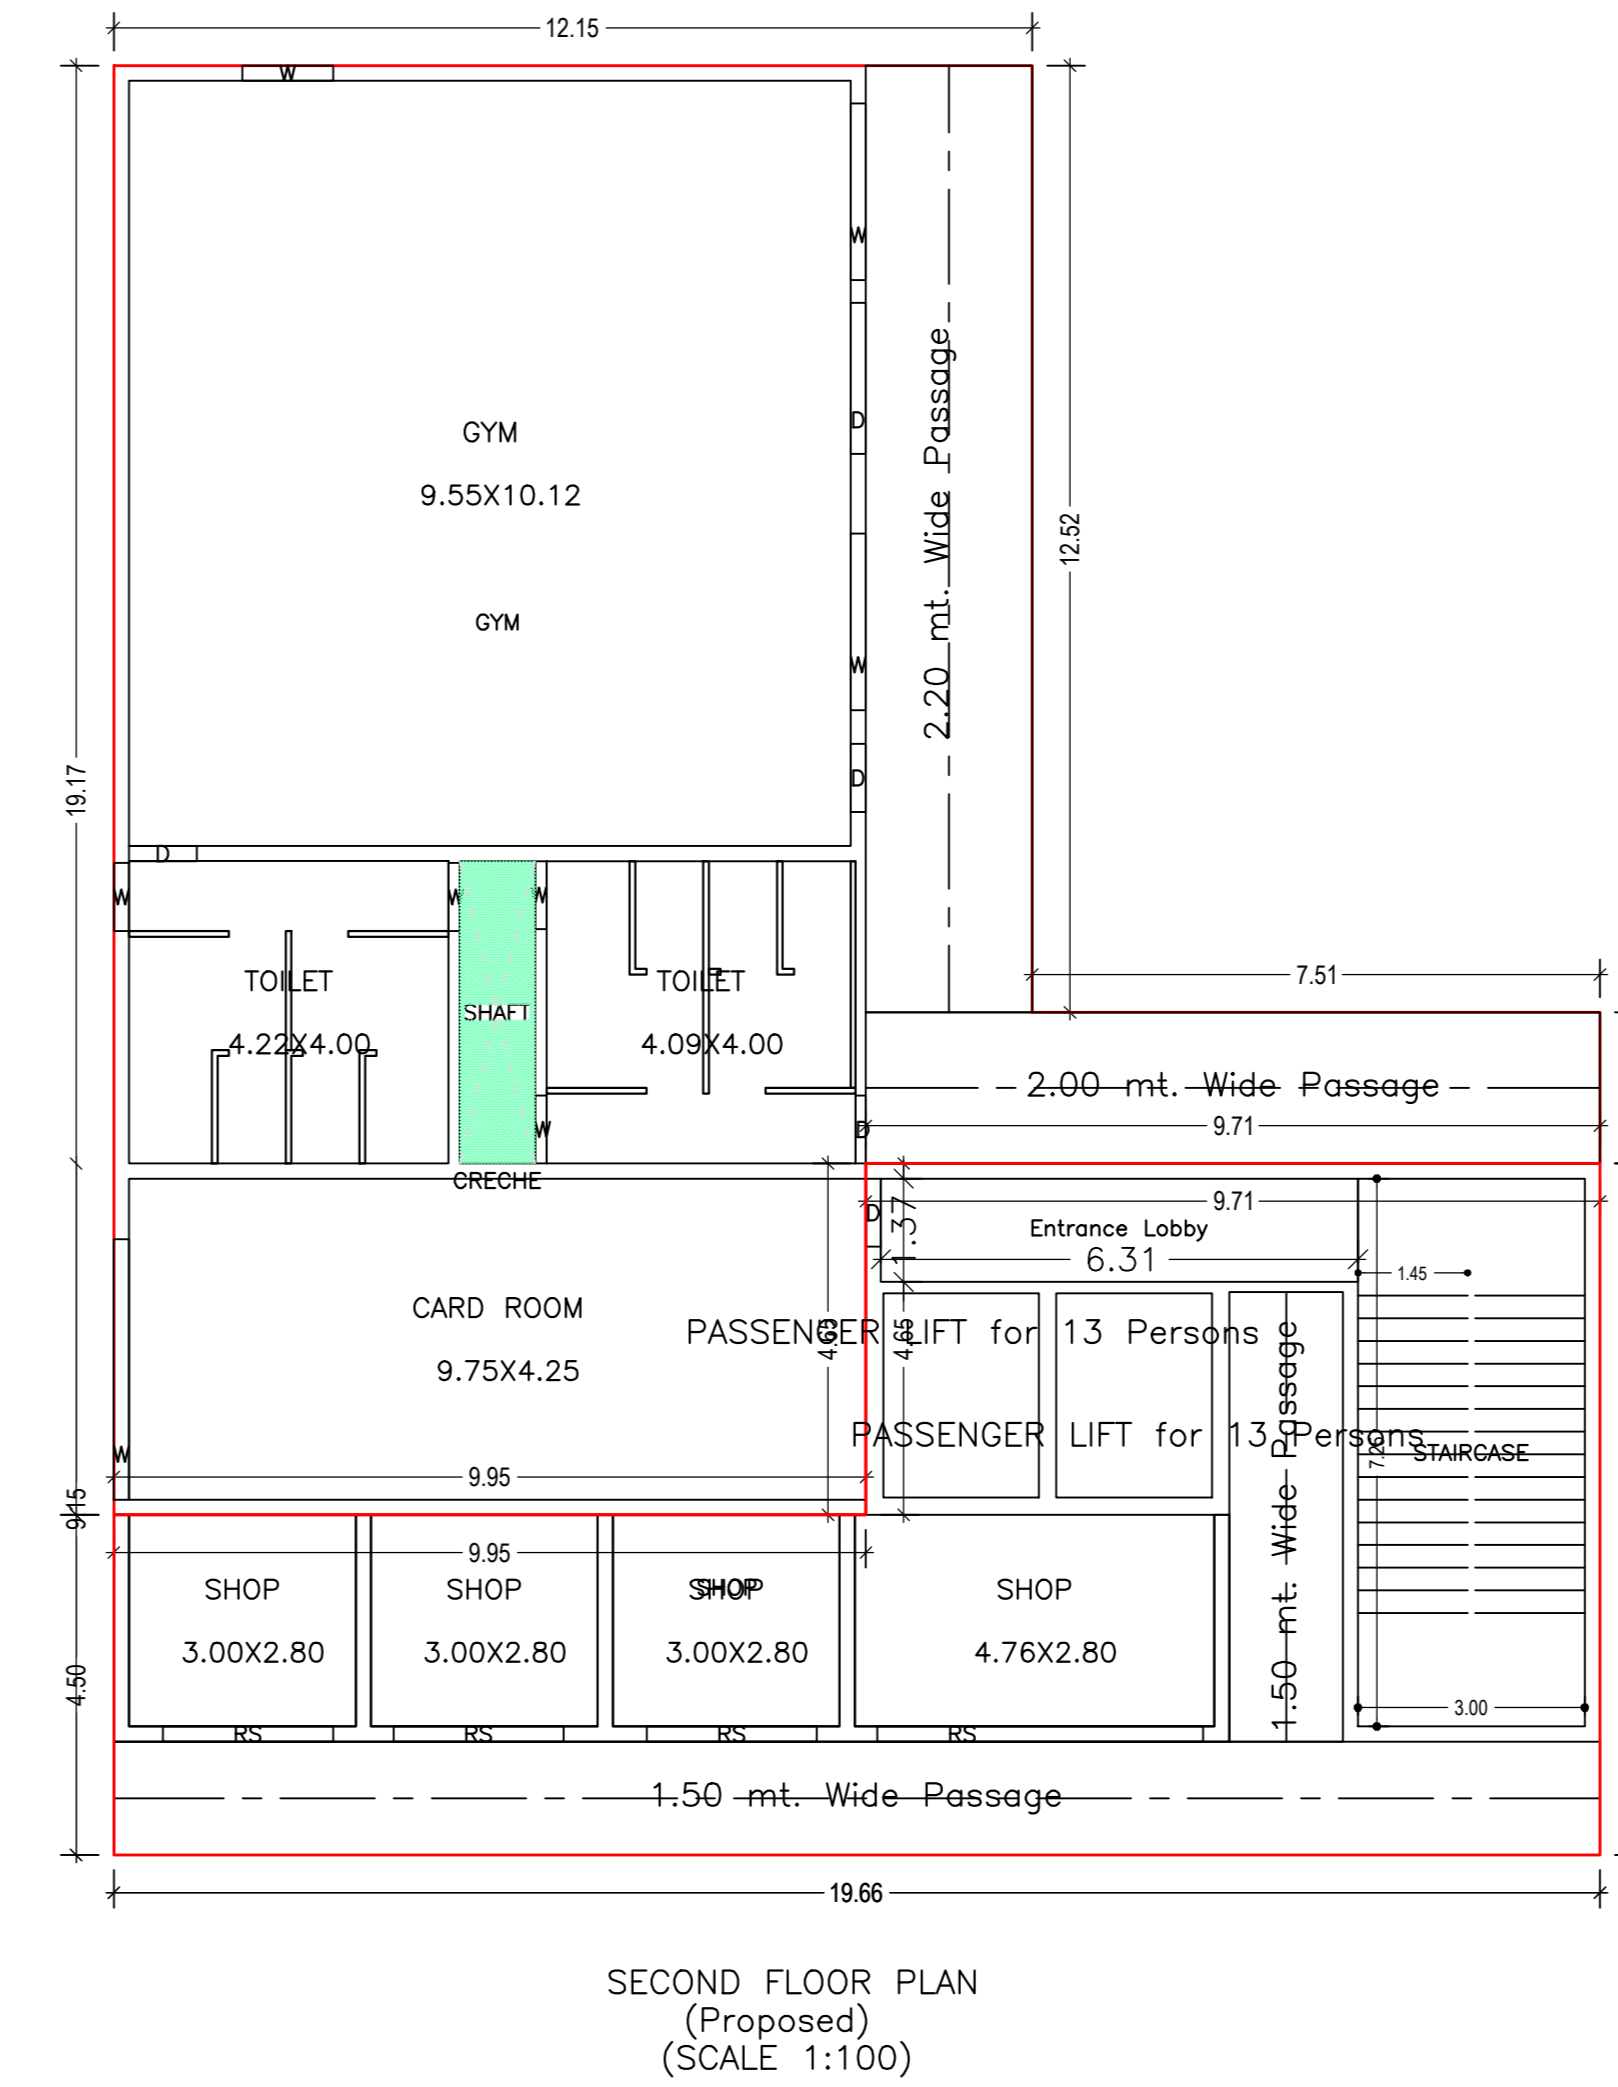 12.15
W
W
GYM
D
9.55X10.12
12.52
2.20 mt. Wide Passage
GYM
W
19.17
D
D
W
W
W
7.51
TOILET
TOILET
SHAFT
4.22X4.00
4.09X4.00
2.00 mt. Wide Passage
9.71
W
D
CRECHE
9.71
D
1.37
Entrance Lobby
6.31
1.45
CARD ROOM
PASSENGER LIFT for 13 Persons
4.65
4.65
9.75X4.25
PASSENGER LIFT for 13 Persons
7.26
STAIRCASE
W
9.95
9.15
1.50 mt. Wide Passage
9.95
SHOP
SHOP
SHOP
SHOP
SHOP
3.00X2.80
3.00X2.80
3.00X2.80
4.76X2.80
4.50
3.00
RS
RS
RS
RS
1.50 mt. Wide Passage
19.66
SECOND FLOOR PLAN
(Proposed)
(SCALE 1:100)